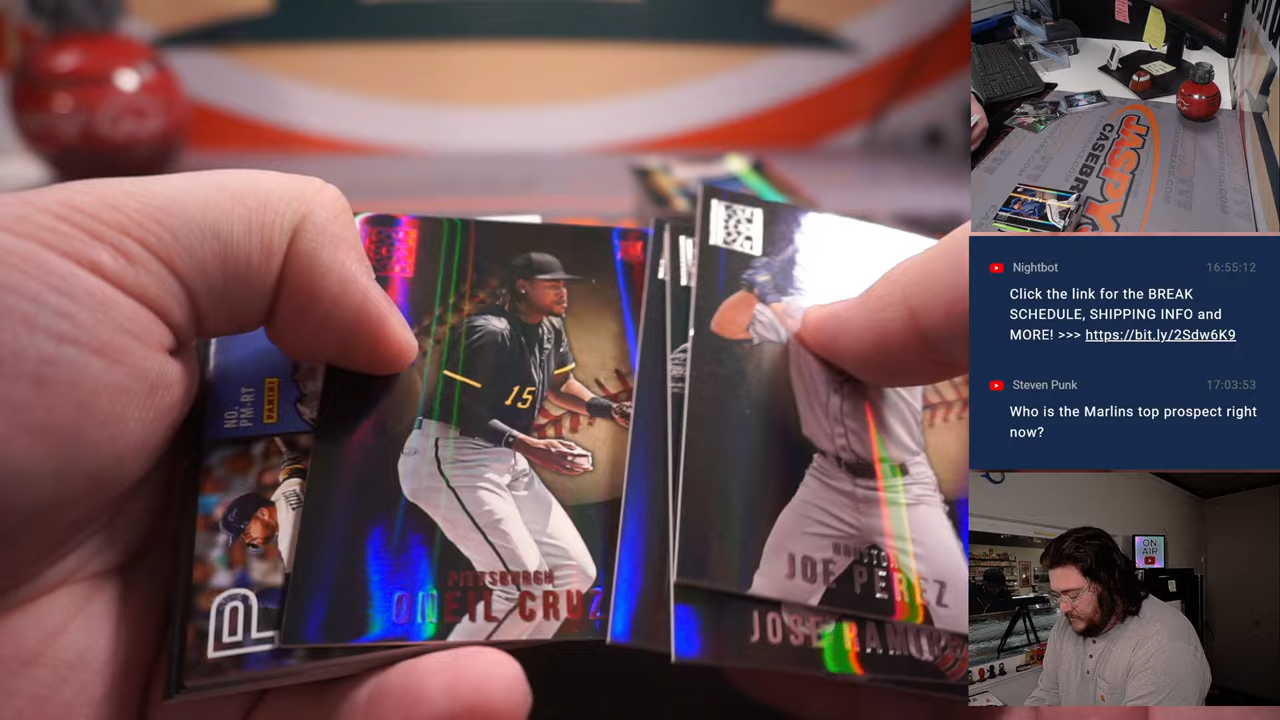 NO.
PM-RT
PANINI
P
15
PITTSBURGH
ONEIL CRUZ
HOUSTON
JOE PEREZ
JOSE RAMIREZ
JASPY'S
CASEBREAKS
ON
AIR
Nightbot 16:55:12
Click the link for the BREAK
SCHEDULE, SHIPPING INFO and
MORE! >>> https://bit.ly/2Sdw6K9
Steven Punk 17:03:53
Who is the Marlins top prospect right
now?